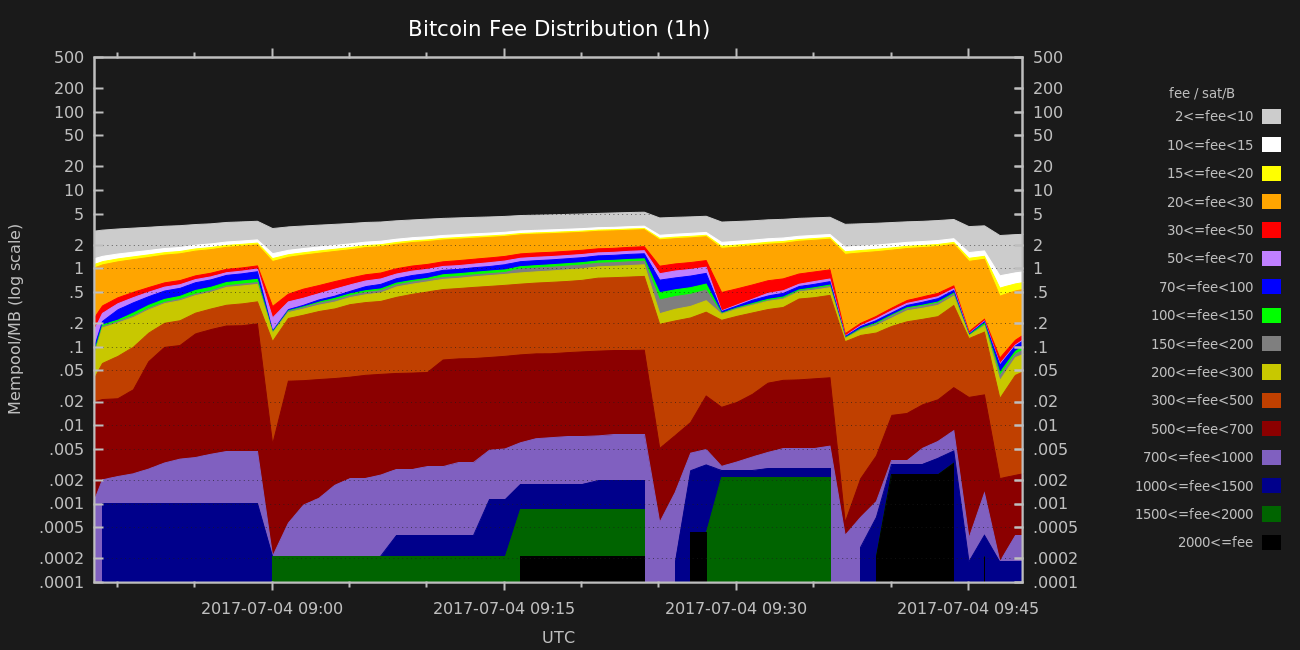 Bitcoin Fee Distribution (1h)
500 500
200 200
100 100
50 50
20 20
10 10
5 5
2 2
1 1
.5 .5
.2 .2
.1 .1
.05 .05
.02 .02
.01 .01
.005 .005
.002 .002
.001 .001
.0005 .0005
.0002 .0002
.0001 .0001
Mempool/MB (log scale)
2017-07-04 09:00 2017-07-04 09:15 2017-07-04 09:30 2017-07-04 09:45
UTC
fee / sat/B
2<=fee<10
10<=fee<15
15<=fee<20
20<=fee<30
30<=fee<50
50<=fee<70
70<=fee<100
100<=fee<150
150<=fee<200
200<=fee<300
300<=fee<500
500<=fee<700
700<=fee<1000
1000<=fee<1500
1500<=fee<2000
2000<=fee